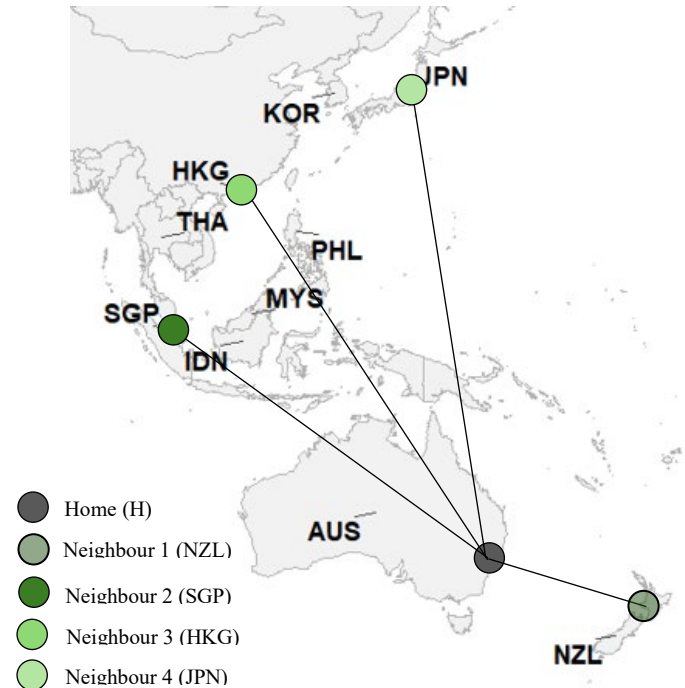 JPN
KOR
HKG
THA
PHL
MYS
SGP
IDN
Home (H)
AUS
Neighbour 1 (NZL)
Neighbour 2 (SGP)
Neighbour 3 (HKG)
NZL
Neighbour 4 (JPN)